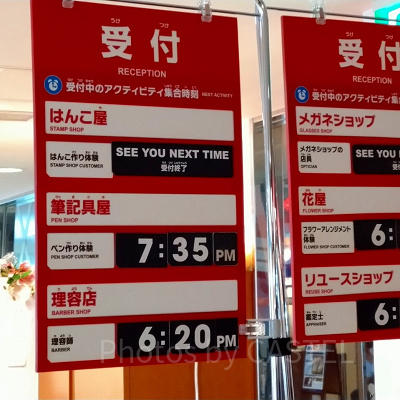 うけ つけ
受付
RECEPTION
受付中のアクティビティ集合時刻 NEXT ACTIVITY
はんこ屋
STAMP SHOP
はんこ作り体験
STAMP SHOP CUSTOMER
SEE YOU NEXT TIME
受付終了
筆記具屋
PEN SHOP
ペン作り体験
PEN SHOP CUSTOMER
7:35 PM
理容店
BARBER SHOP
理容師
BARBER
6:20 PM
受付
RECEPTION
受付中のアクティビティ集
メガネショップ
GLASSES SHOP
メガネショップの
店員
OPTICIAN
SEE YOU
受付
花屋
FLOWER SHOP
フラワーアレンジメント
体験
FLOWER SHOP CUSTOMER
6:
リユースショップ
REUSE SHOP
鑑定士
APPRAISER
6:
Photos by CASTEL